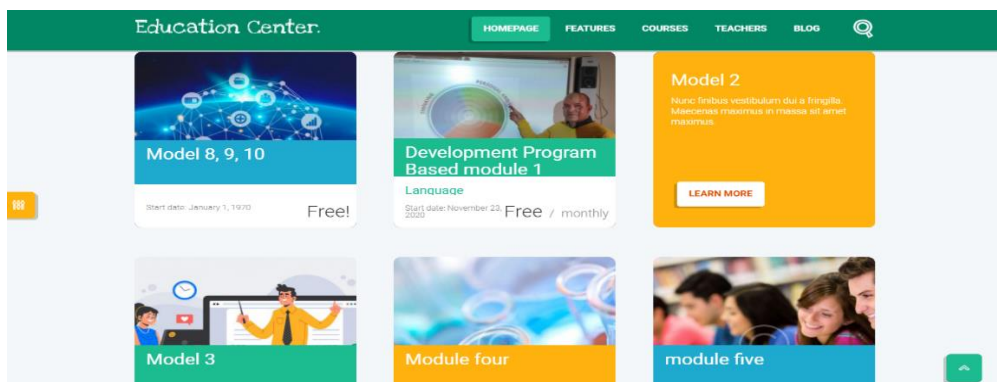 Education Center.
HOMEPAGE FEATURES COURSES TEACHERS BLOG
Model 8, 9, 10
Start date: January 1, 1970 Free!
Development Program
Based module 1
Language
Start date: November 23,
2020 Free / monthly
Model 2
Nunc finibus vestibulum dui a fringilla.
Maecenas maximus in massa sit amet
maximus.
LEARN MORE
Model 3
Module four
module five